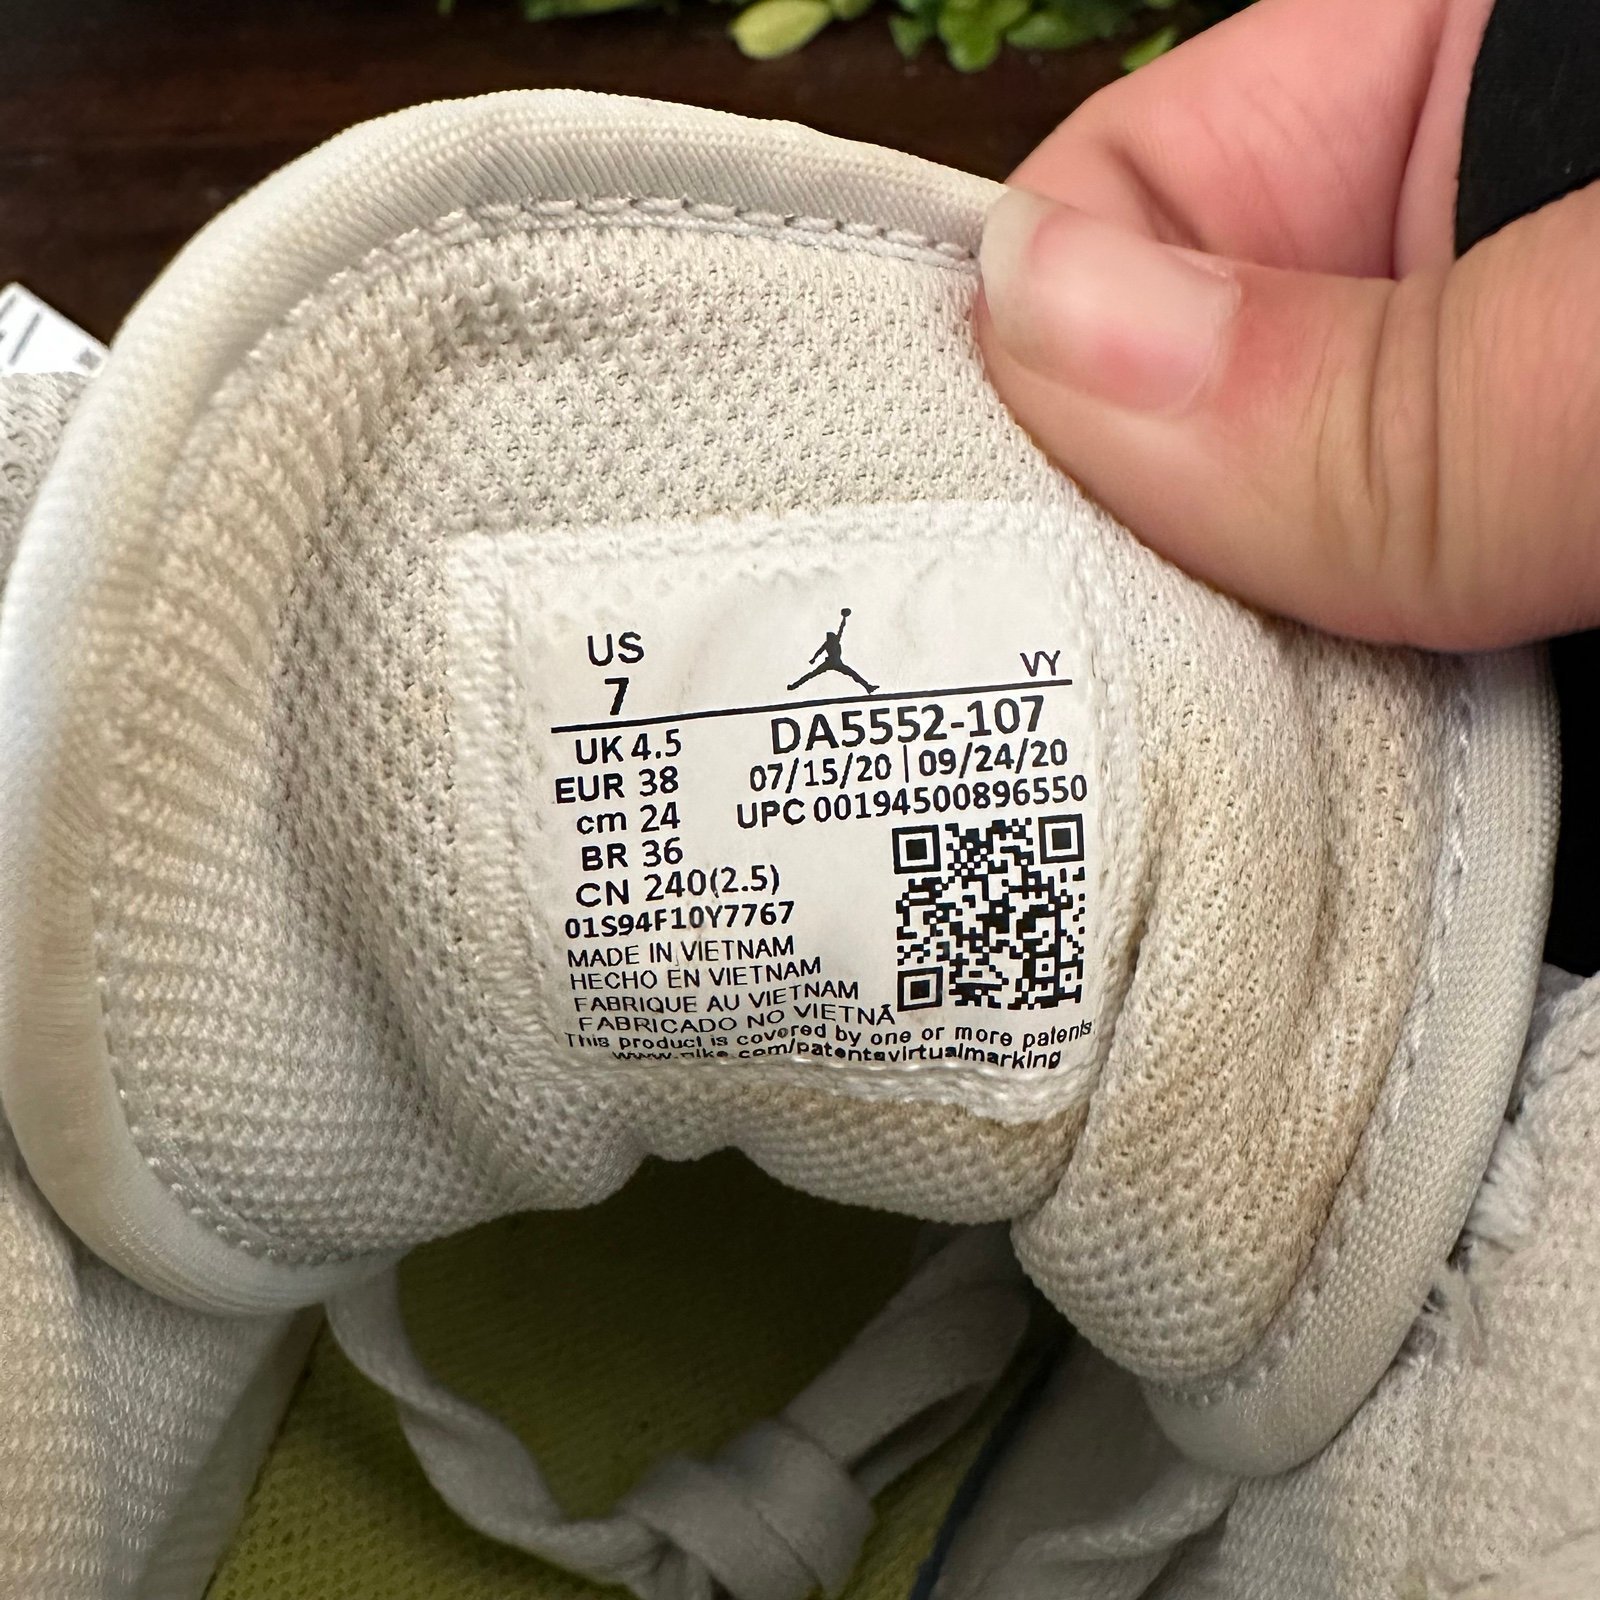 US
7
VY
UK 4.5
EUR 38
cm 24
BR 36
CN 240(2.5)
DA5552-107
07/15/20 | 09/24/20
UPC 00194500896550
01S94F10Y7767
MADE IN VIETNAM
HECHO EN VIETNAM
FABRIQUE AU VIETNAM
FABRICADO NO VIETNÃ
This product is covered by one or more patents
www.nike.com/patentsvirtualmarking